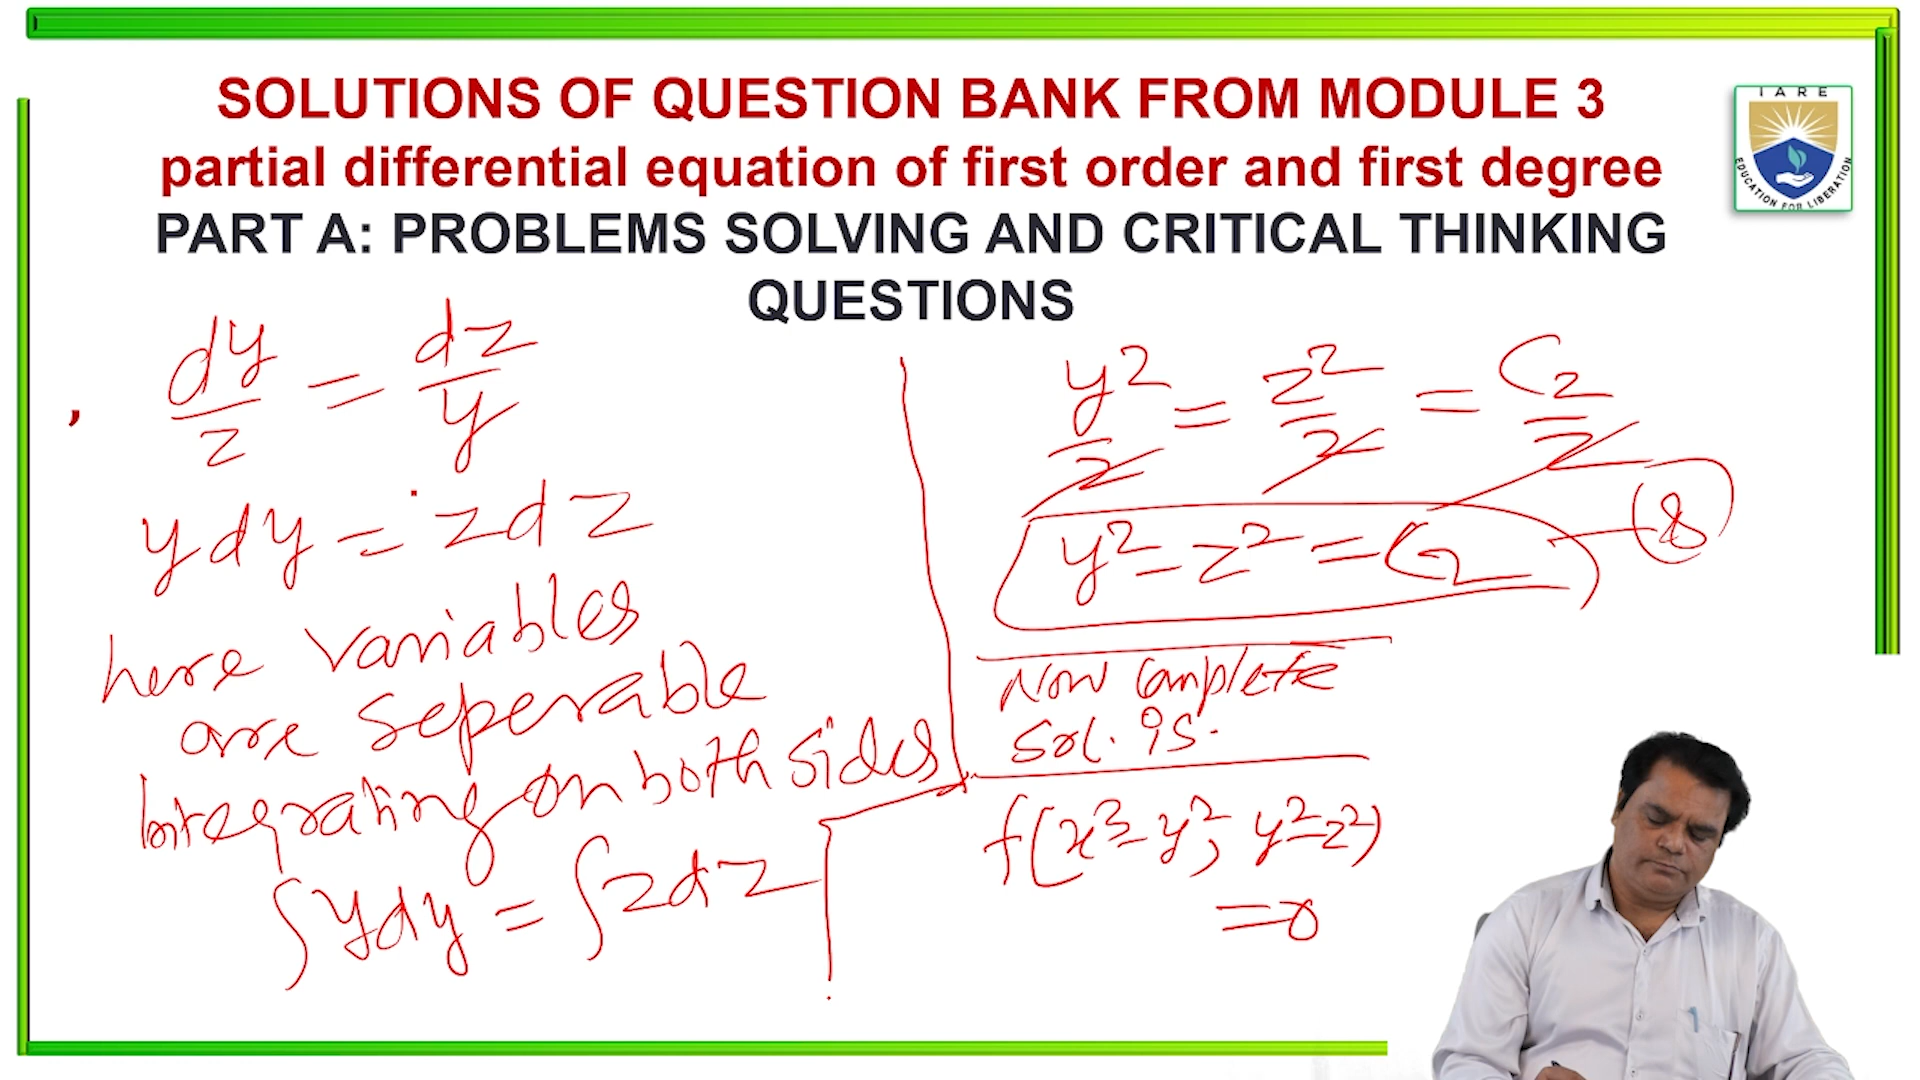 SOLUTIONS OF QUESTION BANK FROM MODULE 3
partial differential equation of first order and first degree
PART A: PROBLEMS SOLVING AND CRITICAL THINKING
QUESTIONS
IARE
EDUCATION FOR LIBERATION
,
dy/z = dz/y
ydy = zdz
here variables
are seperable
Integrating on both sides
∫ydy = ∫zdz
y²/2 = z²/2 = C₂/2
y² - z² = C₂ — (8)
Now complete
Sol. is.
f(x² - y², y² - z²)
= 0